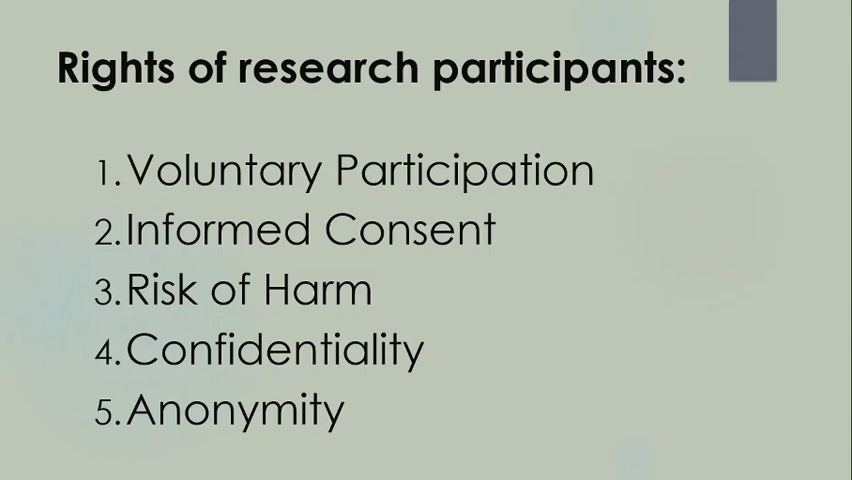 Rights of research participants:
1. Voluntary Participation
2. Informed Consent
3. Risk of Harm
4. Confidentiality
5. Anonymity